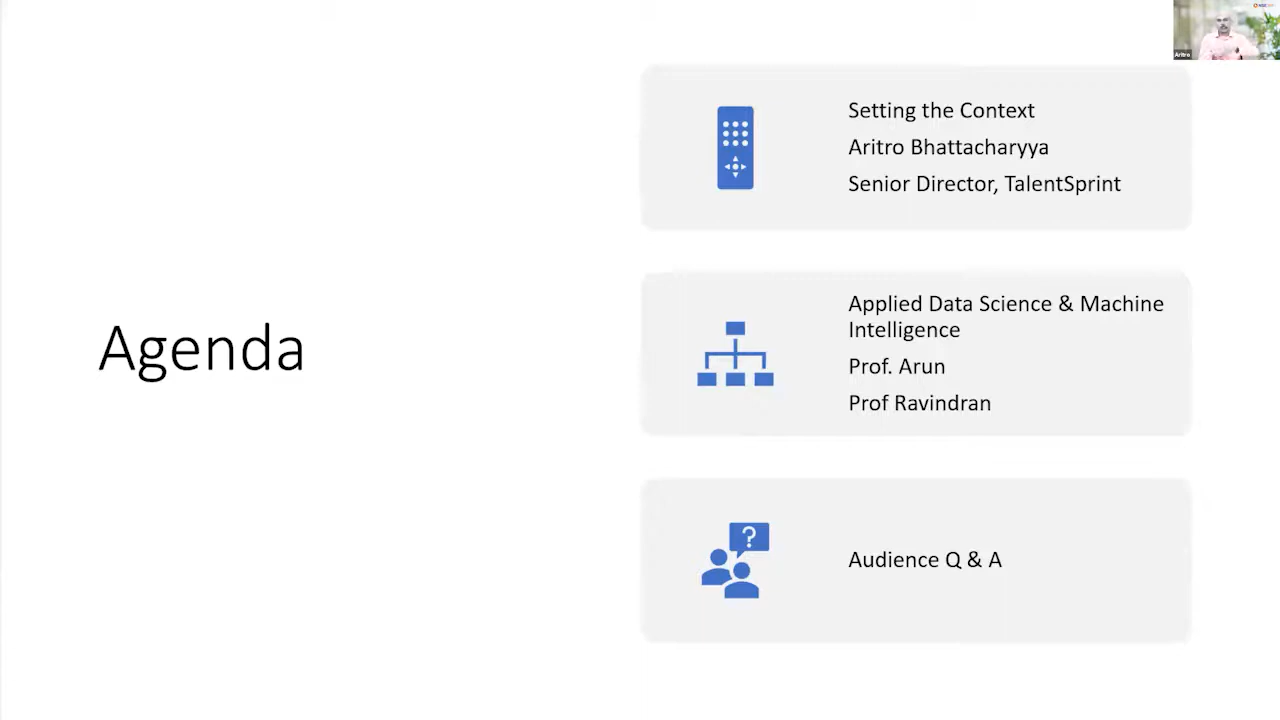 Aritro
Setting the Context
Aritro Bhattacharyya
Senior Director, TalentSprint
Agenda
Applied Data Science & Machine
Intelligence
Prof. Arun
Prof Ravindran
?
Audience Q & A